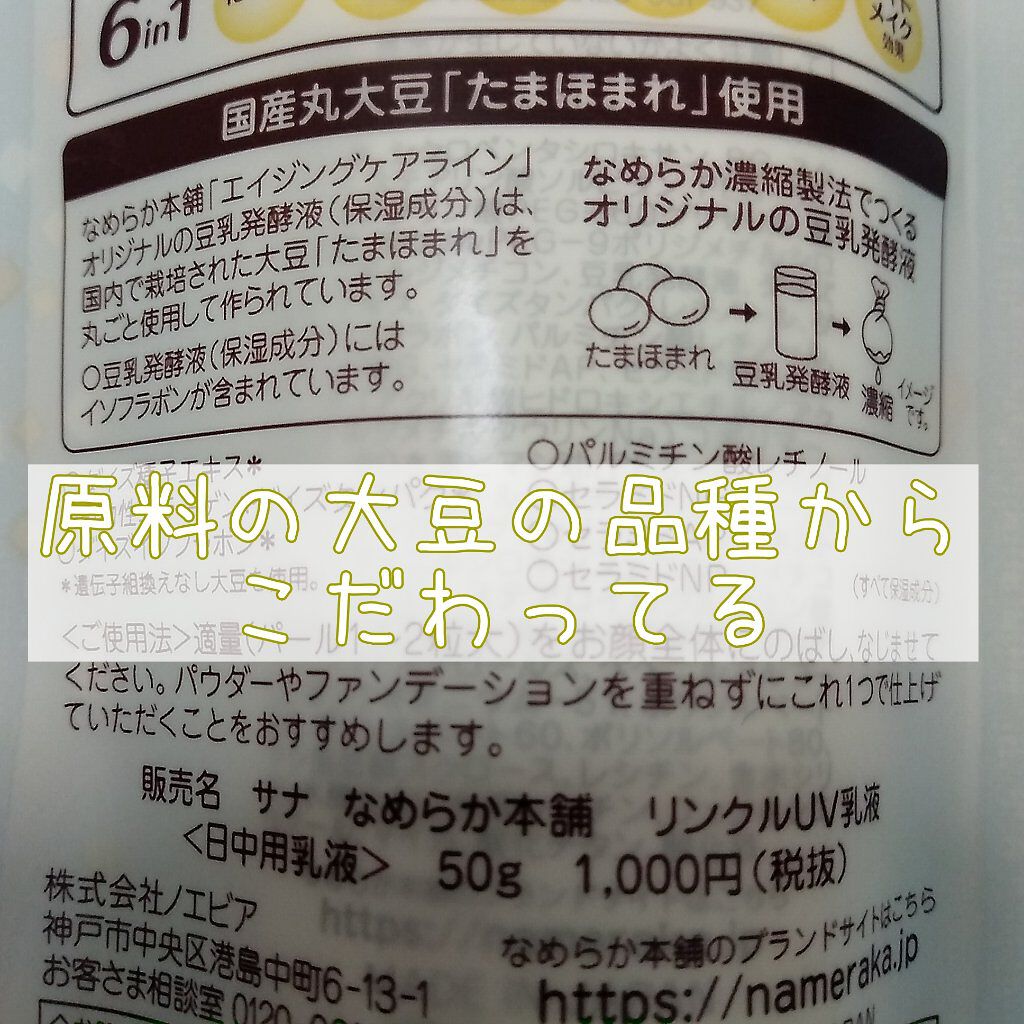 6in1
メイク
効果
国産丸大豆「たまほまれ」使用
なめらか本舗「エイジングケアライン」
オリジナルの豆乳発酵液(保湿成分)は、
国内で栽培された大豆「たまほまれ」を
丸ごと使用して作られています。
○豆乳発酵液(保湿成分)には
イソフラボンが含まれています。
なめらか濃縮製法でつくる
オリジナルの豆乳発酵液
たまほまれ
豆乳発酵液
濃縮
イメージ
です。
○パルミチン酸レチノール
○セラミドNP
(すべて保湿成分)
*遺伝子組換えなし大豆を使用。
原料の大豆の品種から
こだわってる
<ご使用法>適量(パール1 2粒大)をお顔全体にのばし、なじませて
ください。パウダーやファンデーションを重ねずにこれ1つで仕上げ
ていただくことをおすすめします。
販売名 サナ なめらか本舗 リンクルUV乳液
<日中用乳液> 50g 1,000円(税抜)
株式会社ノエビア
神戸市中央区港島中町6-13-1
お客さま相談室0120
なめらか本舗のブランドサイトはこちら
https://nameraka.jp